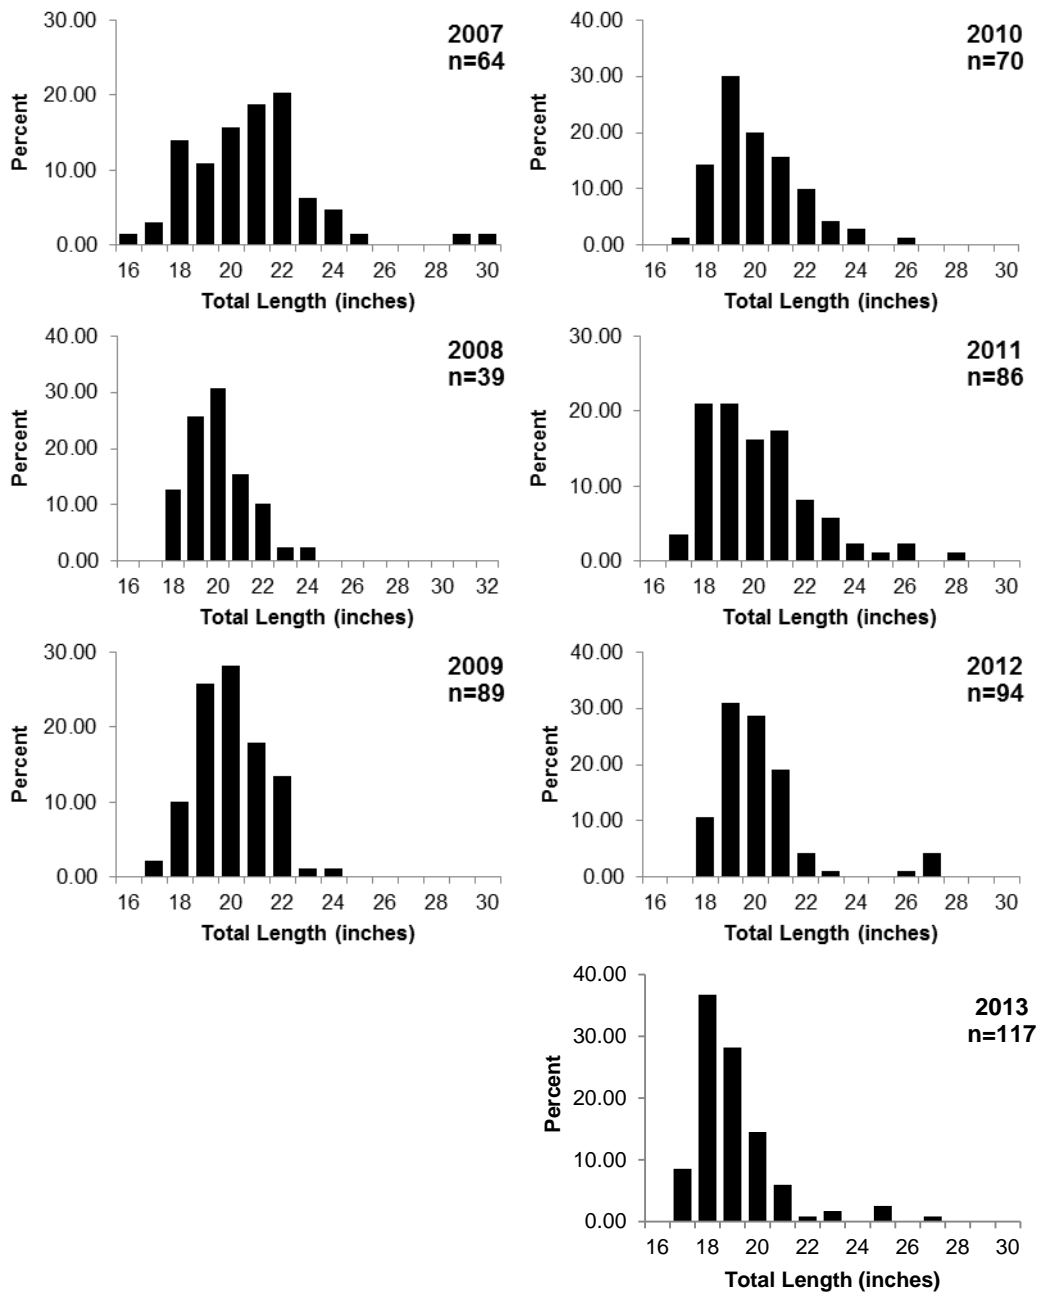 2007
n=64
30.00
20.00
10.00
0.00
Percent
16 18 20 22 24 26 28 30
Total Length (inches)
2010
n=70
40.00
30.00
20.00
10.00
0.00
Percent
16 18 20 22 24 26 28 30
Total Length (inches)
2008
n=39
40.00
30.00
20.00
10.00
0.00
Percent
16 18 20 22 24 26 28 30 32
Total Length (inches)
2011
n=86
30.00
20.00
10.00
0.00
Percent
16 18 20 22 24 26 28 30
Total Length (inches)
2009
n=89
30.00
20.00
10.00
0.00
Percent
16 18 20 22 24 26 28 30
Total Length (inches)
2012
n=94
40.00
30.00
20.00
10.00
0.00
Percent
16 18 20 22 24 26 28 30
Total Length (inches)
2013
n=117
40.00
30.00
20.00
10.00
0.00
Percent
16 18 20 22 24 26 28 30
Total Length (inches)